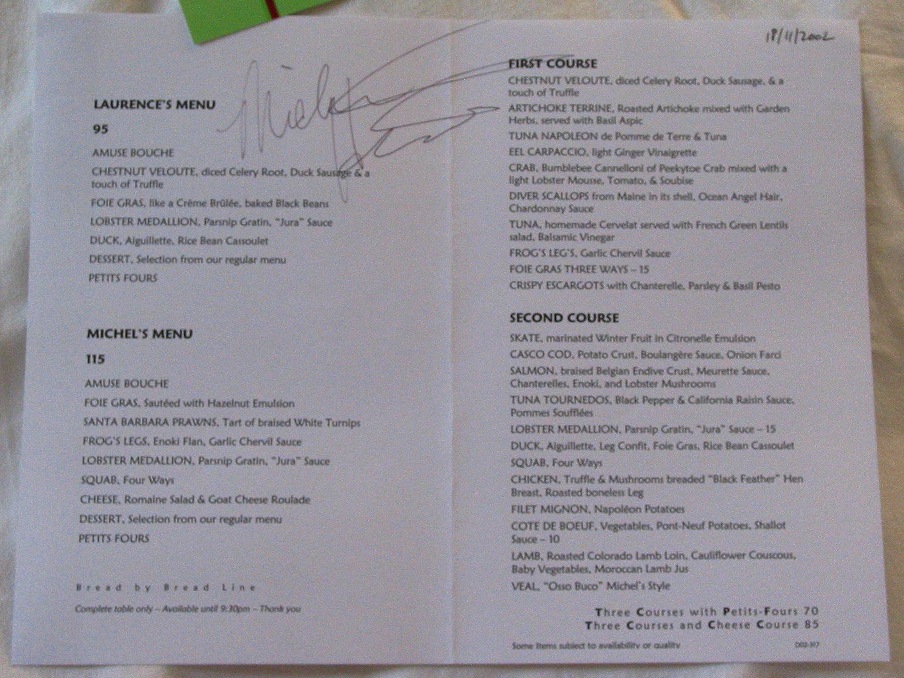 LAURENCE'S MENU
95
AMUSE BOUCHE
CHESTNUT VELOUTE, diced Celery Root, Duck Sausage & a
touch of Truffle
FOIE GRAS, like a Crème Brûlée, baked Black Beans
LOBSTER MEDALLION, Parsnip Gratin, "Jura" Sauce
DUCK, Aiguillette, Rice Bean Cassoulet
DESSERT, Selection from our regular menu
PETITS FOURS
MICHEL'S MENU
115
AMUSE BOUCHE
FOIE GRAS, Sautéed with Hazelnut Emulsion
SANTA BARBARA PRAWNS, Tart of braised White Turnips
FROG'S LEGS, Enoki Flan, Garlic Chervil Sauce
LOBSTER MEDALLION, Parsnip Gratin, "Jura" Sauce
SQUAB, Four Ways
CHEESE, Romaine Salad & Goat Cheese Roulade
DESSERT, Selection from our regular menu
PETITS FOURS
Bread by Bread Line
Complete table only – Available until 9:30pm – Thank you
18/11/2002
FIRST COURSE
CHESTNUT VELOUTE, diced Celery Root, Duck Sausage, & a
touch of Truffle
ARTICHOKE TERRINE, Roasted Artichoke mixed with Garden
Herbs, served with Basil Aspic
TUNA NAPOLEON de Pomme de Terre & Tuna
EEL CARPACCIO, light Ginger Vinaigrette
CRAB, Bumblebee Cannelloni of Peekytoe Crab mixed with a
light Lobster Mousse, Tomato, & Soubise
DIVER SCALLOPS from Maine in its shell, Ocean Angel Hair,
Chardonnay Sauce
TUNA, homemade Cervelat served with French Green Lentils
salad, Balsamic Vinegar
FROG'S LEG'S, Garlic Chervil Sauce
FOIE GRAS THREE WAYS – 15
CRISPY ESCARGOTS with Chanterelle, Parsley & Basil Pesto
SECOND COURSE
SKATE, marinated Winter Fruit in Citronelle Emulsion
CASCO COD, Potato Crust, Boulangère Sauce, Onion Farci
SALMON, braised Belgian Endive Crust, Meurette Sauce,
Chanterelles, Enoki, and Lobster Mushrooms
TUNA TOURNEDOS, Black Pepper & California Raisin Sauce,
Pommes Soufflées
LOBSTER MEDALLION, Parsnip Gratin, "Jura" Sauce – 15
DUCK, Aiguillette, Leg Confit, Foie Gras, Rice Bean Cassoulet
SQUAB, Four Ways
CHICKEN, Truffle & Mushrooms breaded "Black Feather" Hen
Breast, Roasted boneless Leg
FILET MIGNON, Napoléon Potatoes
COTE DE BOEUF, Vegetables, Pont-Neuf Potatoes, Shallot
Sauce – 10
LAMB, Roasted Colorado Lamb Loin, Cauliflower Couscous,
Baby Vegetables, Moroccan Lamb Jus
VEAL, "Osso Buco" Michel's Style
Three Courses with Petits-Fours 70
Three Courses and Cheese Course 85
Some Items subject to availability or quality